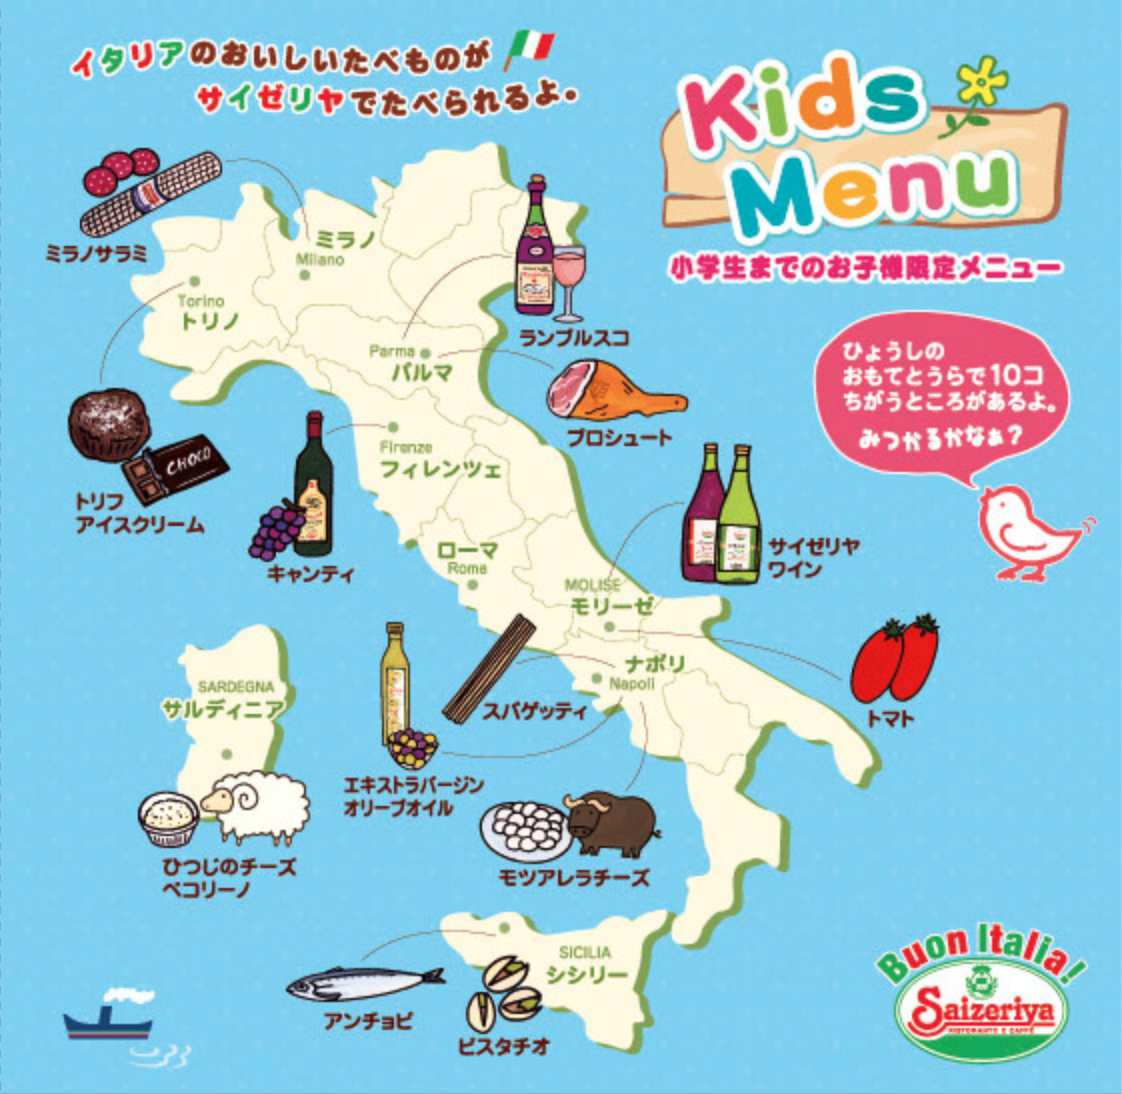 イタリアのおいしいたべものが
サイゼリヤでたべられるよ。
Kids
Menu
小学生までのお子様限定メニュー
ひょうしの
おもてとうらで10コ
ちがうところがあるよ。
みつかるかなぁ?
ミラノサラミ
ミラノ
Milano
Torino
トリノ
ランブルスコ
Parma
パルマ
プロシュート
Firenze
フィレンツェ
CHOCO
トリフ
アイスクリーム
キャンティ
ローマ
Roma
サイゼリヤ
ワイン
MOLISE
モリーゼ
ナポリ
Napoli
トマト
スパゲッティ
SARDEGNA
サルディニア
エキストラバージン
オリーブオイル
ひつじのチーズ
ペコリーノ
モツアレラチーズ
SICILIA
シシリー
アンチョビ
ピスタチオ
Buon Italia!
Saizeriya
RISTORANTE E CAFFÈ